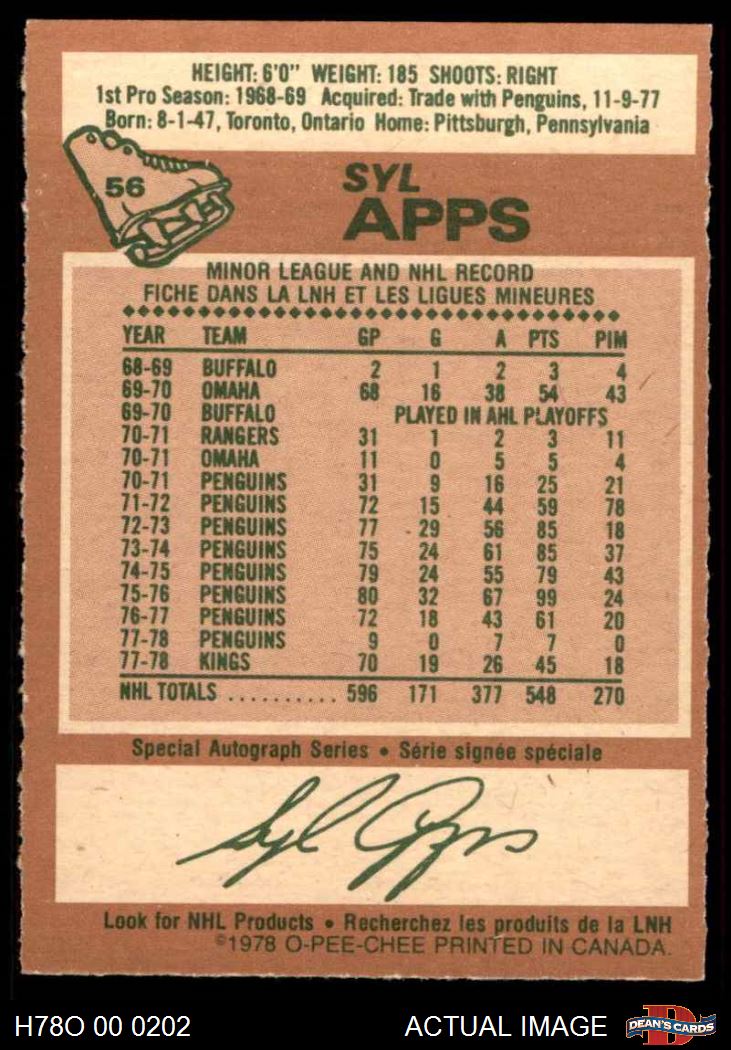 HEIGHT: 6'0" WEIGHT: 185 SHOOTS: RIGHT
1st Pro Season: 1968-69 Acquired: Trade with Penguins, 11-9-77
Born: 8-1-47, Toronto, Ontario Home: Pittsburgh, Pennsylvania
56
SYL
APPS
MINOR LEAGUE AND NHL RECORD
FICHE DANS LA LNH ET LES LIGUES MINEURES
YEAR TEAM GP G A PTS PIM
68-69 BUFFALO 2 1 2 3 4
69-70 OMAHA 68 16 38 54 43
69-70 BUFFALO PLAYED IN AHL PLAYOFFS
70-71 RANGERS 31 1 2 3 11
70-71 OMAHA 11 0 5 5 4
70-71 PENGUINS 31 9 16 25 21
71-72 PENGUINS 72 15 44 59 78
72-73 PENGUINS 77 29 56 85 18
73-74 PENGUINS 75 24 61 85 37
74-75 PENGUINS 79 24 55 79 43
75-76 PENGUINS 80 32 67 99 24
76-77 PENGUINS 72 18 43 61 20
77-78 PENGUINS 9 0 7 7 0
77-78 KINGS 70 19 26 45 18
NHL TOTALS .......... 596 171 377 548 270
Special Autograph Series • Série signée spéciale
Syl Apps
Look for NHL Products • Recherchez les produits de la LNH
©1978 O-PEE-CHEE PRINTED IN CANADA.
H78O 00 0202 ACTUAL IMAGE D DEAN'S CARDS